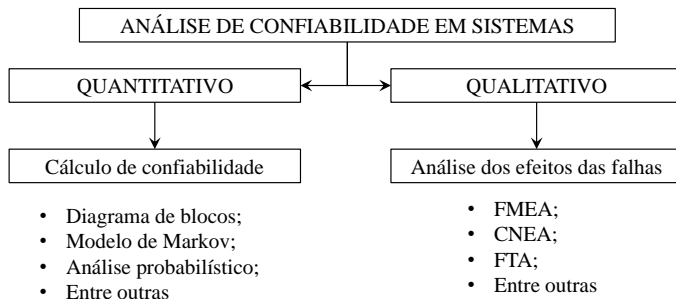 ANÁLISE DE CONFIABILIDADE EM SISTEMAS
QUANTITATIVO
QUALITATIVO
Cálculo de confiabilidade
Análise dos efeitos das falhas
• Diagrama de blocos;
• Modelo de Markov;
• Análise probabilístico;
• Entre outras
• FMEA;
• CNEA;
• FTA;
• Entre outras